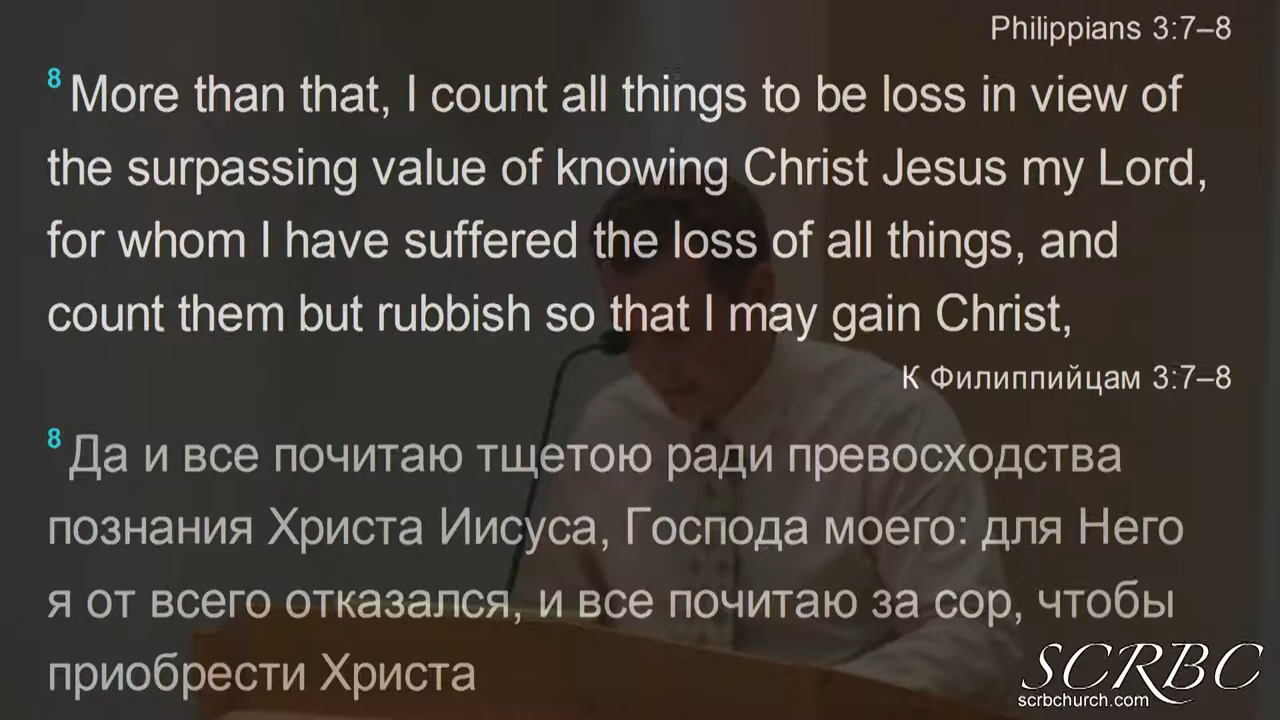 Philippians 3:7–8
8 More than that, I count all things to be loss in view of
the surpassing value of knowing Christ Jesus my Lord,
for whom I have suffered the loss of all things, and
count them but rubbish so that I may gain Christ,
К Филиппийцам 3:7–8
8 Да и все почитаю тщетою ради превосходства
познания Христа Иисуса, Господа моего: для Него
я от всего отказался, и все почитаю за сор, чтобы
приобрести Христа
SCRBC
scrbchurch.com